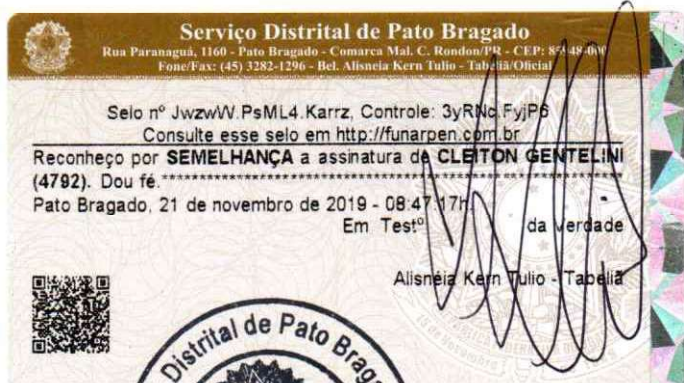 Serviço Distrital de Pato Bragado
Rua Paranaguá, 1160 - Pato Bragado - Comarca Mal. C. Rondon/PR - CEP: 85948-000
Fone/Fax: (45) 3282-1296 - Bel. Alisneia Kern Tulio - Tabeliã/Oficial
Selo nº JwzwW.PsML4.Karrz, Controle: 3yRNc.FyjP6
Consulte esse selo em http://funarpen.com.br
Reconheço por SEMELHANÇA a assinatura de CLEITON GENTELINI
(4792). Dou fé.
Pato Bragado, 21 de novembro de 2019 - 08:47:17h.
Em Testº da Verdade
Alisnéia Kern Tulio - Tabeliã
Distrital de Pato